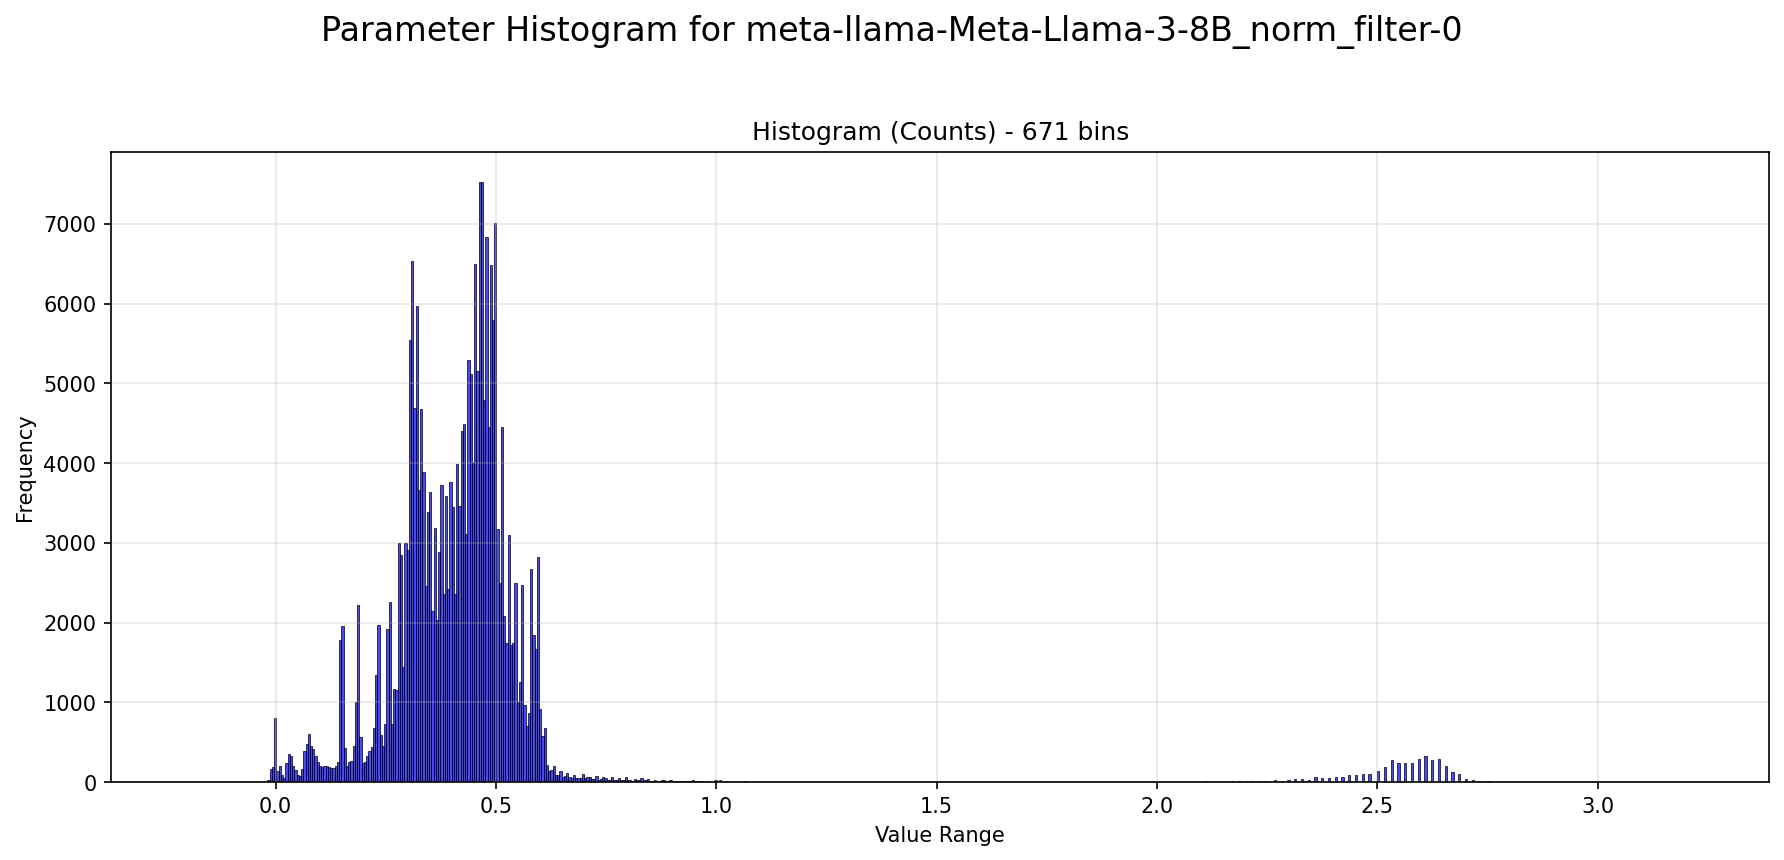 Parameter Histogram for meta-llama-Meta-Llama-3-8B_norm_filter-0
Histogram (Counts) - 671 bins
Frequency
7000
6000
5000
4000
3000
2000
1000
0
0.0 0.5 1.0 1.5 2.0 2.5 3.0
Value Range